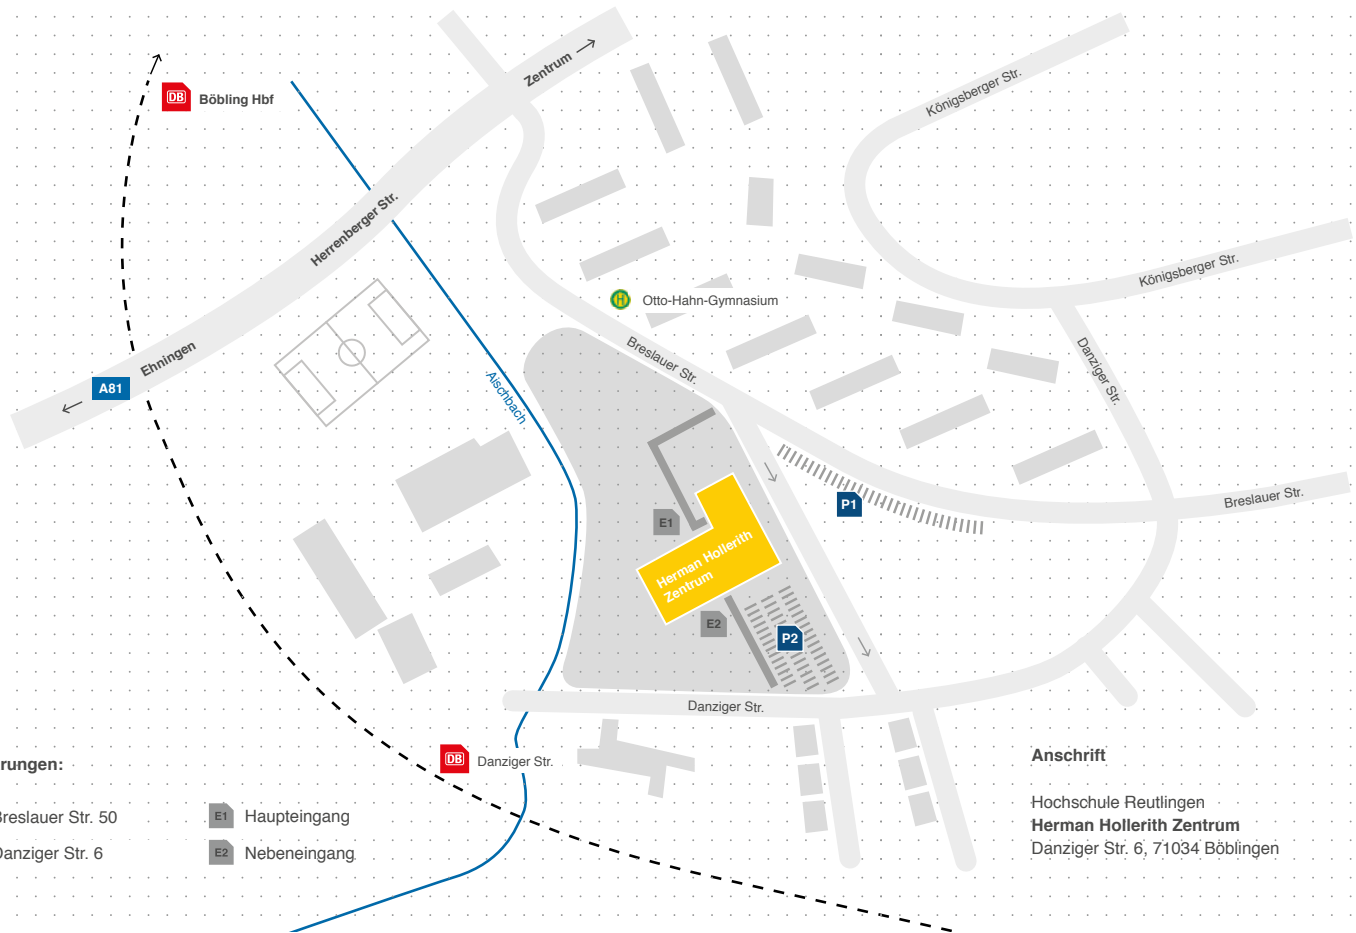 Zentrum
DB
Böbling Hbf
Königsberger Str.
Herrenberger Str.
Königsberger Str.
H
Otto-Hahn-Gymnasium
Breslauer Str.
Danziger Str.
Ehningen
A81
Aischbach
Breslauer Str.
P1
E1
Herman Hollerith
Zentrum
E2
P2
Danziger Str.
DB
Danziger Str.
rungen:
Breslauer Str. 50
Danziger Str. 6
E1 Haupteingang
E2 Nebeneingang
Anschrift
Hochschule Reutlingen
Herman Hollerith Zentrum
Danziger Str. 6, 71034 Böblingen